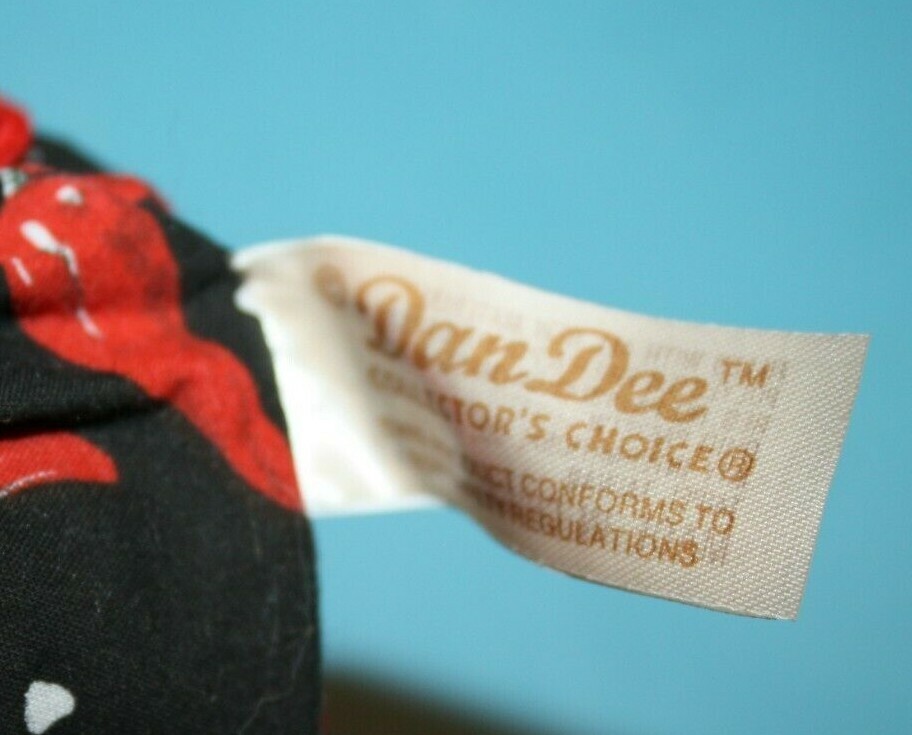 Dan Dee™
COLLECTOR'S CHOICE®
CONFORMS TO
REGULATIONS